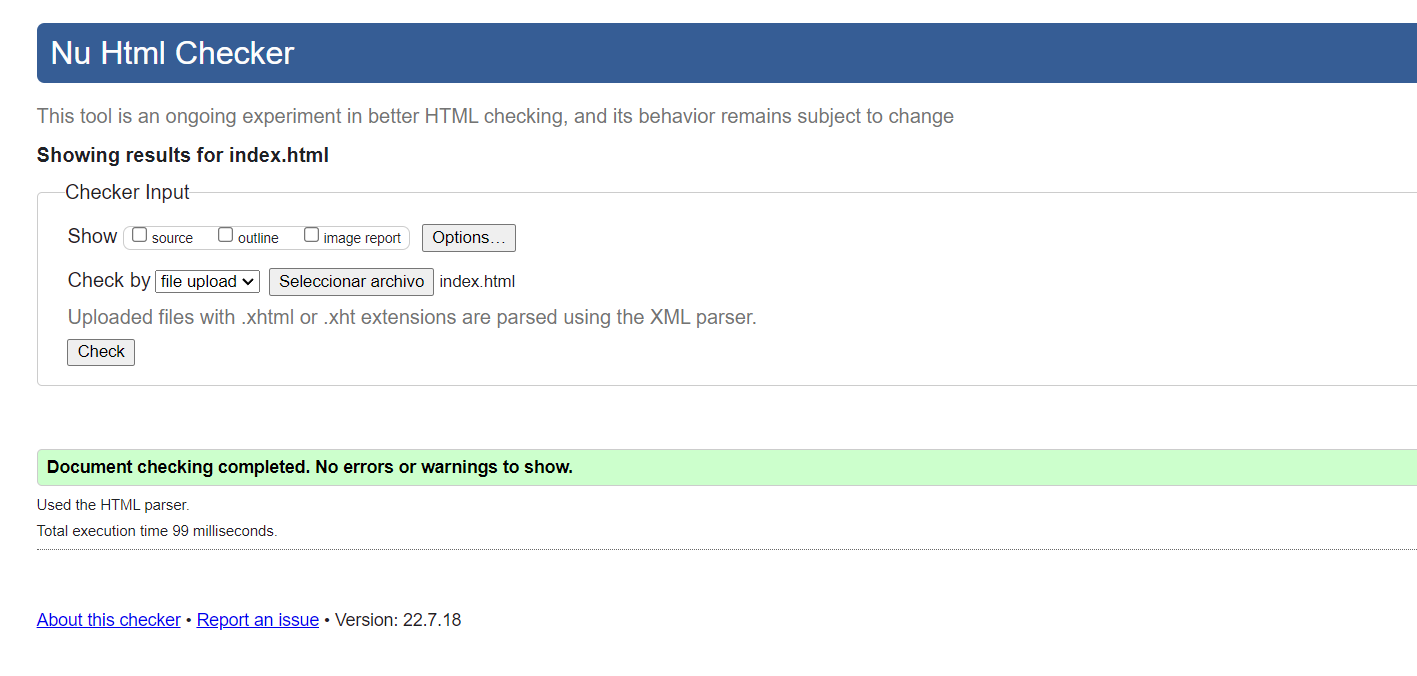 Nu Html Checker
This tool is an ongoing experiment in better HTML checking, and its behavior remains subject to change
Showing results for index.html
Checker Input
Show source outline image report Options…
Check by file upload Seleccionar archivo index.html
Uploaded files with .xhtml or .xht extensions are parsed using the XML parser.
Check
Document checking completed. No errors or warnings to show.
Used the HTML parser.
Total execution time 99 milliseconds.
About this checker • Report an issue • Version: 22.7.18